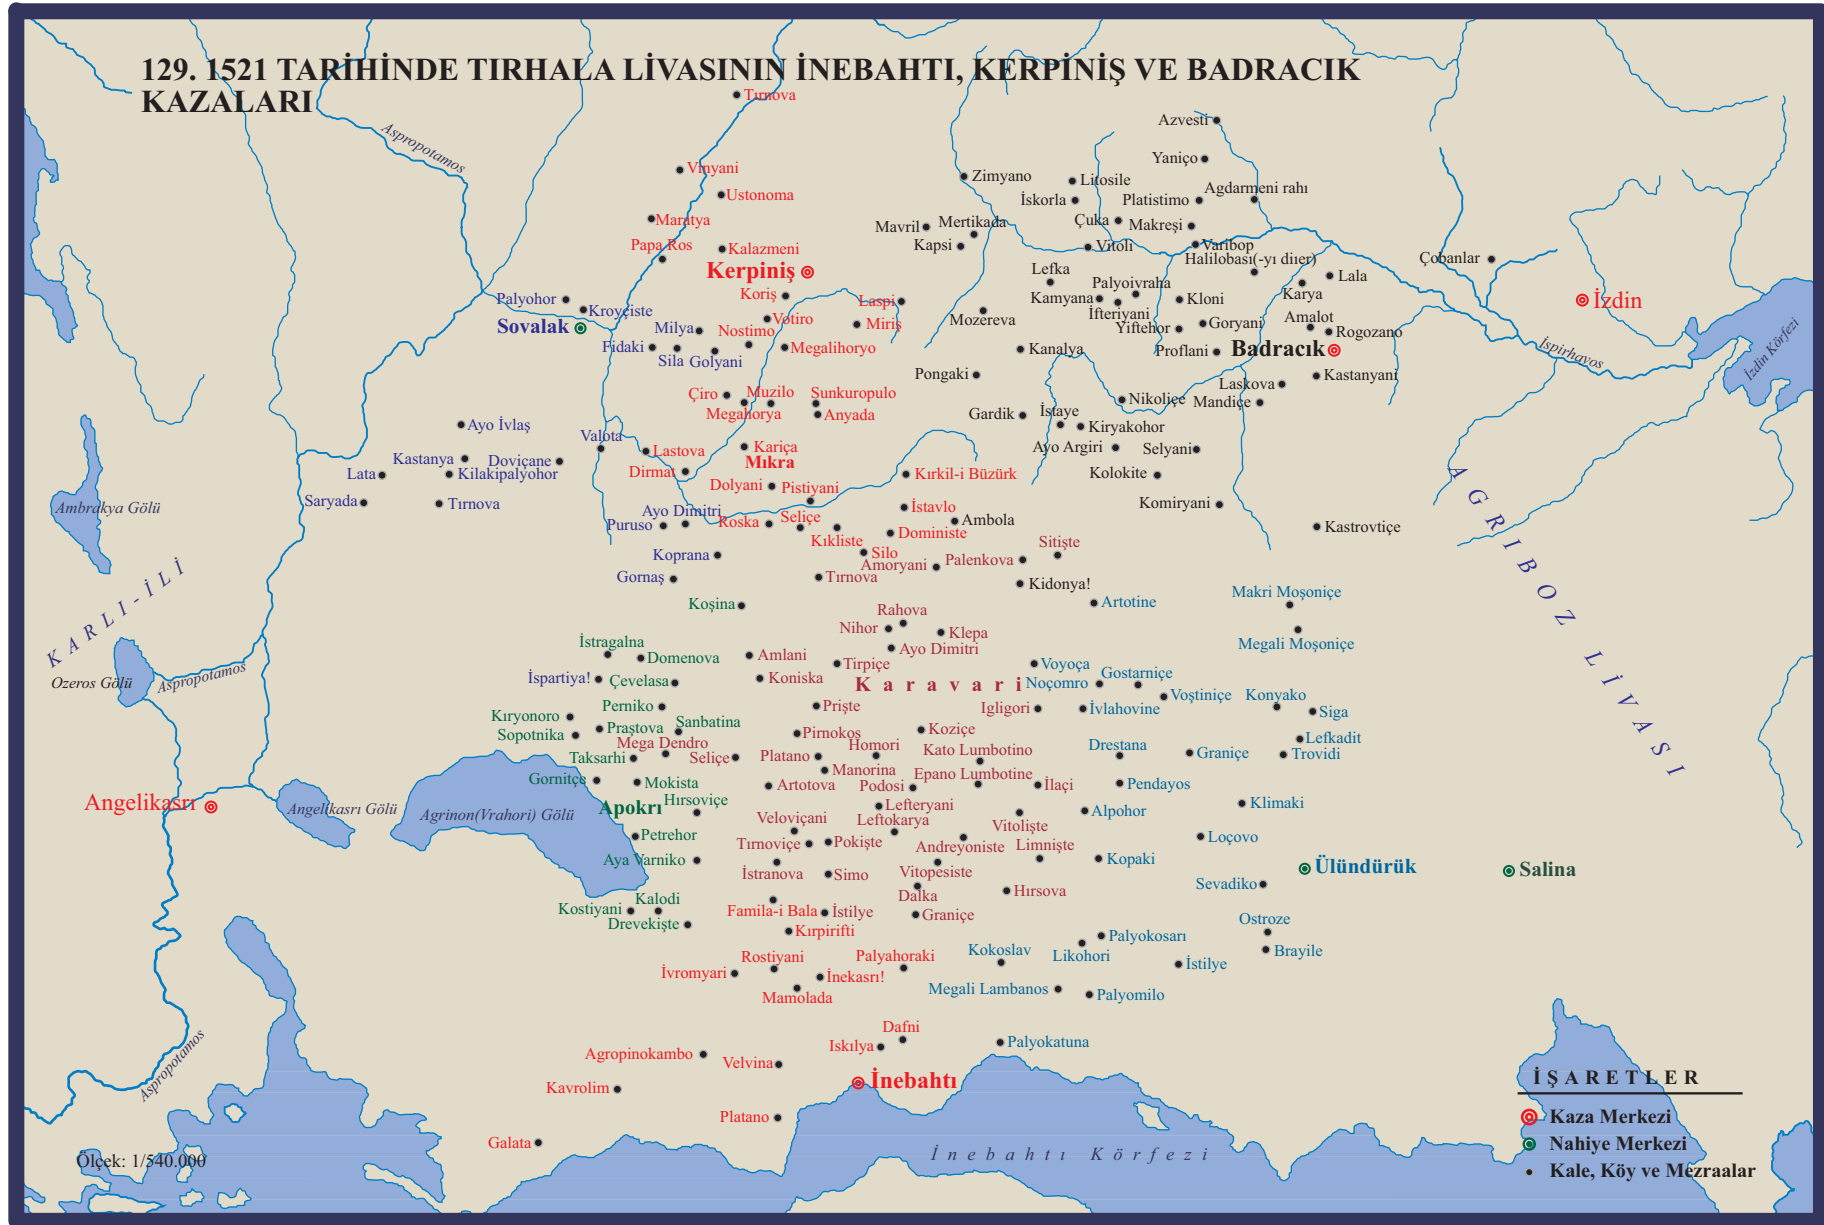 129. 1521 TARİHİNDE TIRHALA LİVASININ İNEBAHTI, KERPİNİŞ VE BADRACIK
KAZALARI
Tırnova
Aspropotamos
Azvesti
Yaniço
Vinyani
Zimyano
Litosile
Agdarmeni rahı
Ustonoma
İskorla
Platistimo
Maratya
Mavril
Mertikada
Çuka
Makreşi
Papa Ros
Kalazmeni
Kapsi
Vitoli
Varibop
Halilobası(-yı diıer)
Çobanlar
Kerpiniş
Lefka
Palyoivraha
Lala
Karya
Palyohor
Koriş
Laspi
Kamyana
Kloni
İzdin
Kroyçiste
İfteriyani
Amalot
Sovalak
Milya
Votiro
Nostimo
Miriş
Mozereva
Yiftehor
Goryani
Rogozano
Fidaki
Sila
Golyani
Megalihoryo
Kanalya
Proflani
Badracık
İspirhavos
İzdin Körfezi
Pongaki
Kastanyani
Laskova
Çiro
Muzilo
Sunkuropulo
Nikoliçe
Mandiçe
Megahorya
Anyada
Gardik
İstaye
Ayo İvlaş
Valota
Kiryakohor
Lastova
Kariça
Ayo Argiri
Selyani
Kastanya
Doviçane
Mıkra
Lata
Kilakipalyohor
Dirmat
Kırkil-i Büzürk
Kolokite
Dolyani
Pistiyani
Saryada
Tırnova
Ambrakya Gölü
Ayo Dimitri
İstavlo
Komiryani
Puruso
Roska
Seliçe
Ambola
Kastrovtiçe
Kıkliste
Doministe
Koprana
Silo
Sitişte
Amoryani
Palenkova
Gornaş
Tırnova
Kidonya!
AGRIBOZ LİVASI
KARLI-İLİ
Koşina
Artotine
Makri Moşoniçe
Rahova
Nihor
Klepa
Megali Moşoniçe
İstragalna
Ayo Dimitri
Domenova
Amlani
Tirpiçe
Voyoça
Ozeros Gölü
Aspropotamos
İspartiya!
Çevelasa
Koniska
Karavari
Noçomro
Gostarniçe
Voştiniçe
Konyako
Perniko
Prişte
Igligori
İvlahovine
Siga
Kıryonoro
Praştova
Sanbatina
Sopotnika
Pirnokos
Koziçe
Lefkadit
Mega Dendro
Homori
Kato Lumbotino
Drestana
Graniçe
Trovidi
Taksarhi
Seliçe
Platano
Manorina
Epano Lumbotine
Gornitçe
Mokista
Artotova
Podosi
İlaçi
Pendayos
Angelikasrı
Angelikasrı Gölü
Agrinon(Vrahori) Gölü
Apokrı
Hırsoviçe
Lefteryani
Alpohor
Klimaki
Veloviçani
Leftokarya
Vitolişte
Petrehor
Tırnoviçe
Pokişte
Andreyoniste
Limnişte
Loçovo
Aya Varniko
İstranova
Simo
Vitopesiste
Kopaki
Ülündürük
Salina
Dalka
Hırsova
Sevadiko
Kostiyani
Kalodi
Famila-i Bala
İstilye
Graniçe
Ostroze
Drevekişte
Kırpirifti
Palyokosarı
Brayile
Rostiyani
Palyahoraki
Kokoslav
Likohori
İstilye
İvromyari
İnekasrı!
Mamolada
Megali Lambanos
Palyomilo
Dafni
Iskılya
Palyokatuna
Agropinokambo
Velvina
İnebahtı
Aspropotamos
Kavrolim
Platano
Galata
İnebahtı Körfezi
Ölçek: 1/540.000
İŞARETLER
Kaza Merkezi
Nahiye Merkezi
Kale, Köy ve Mezraalar